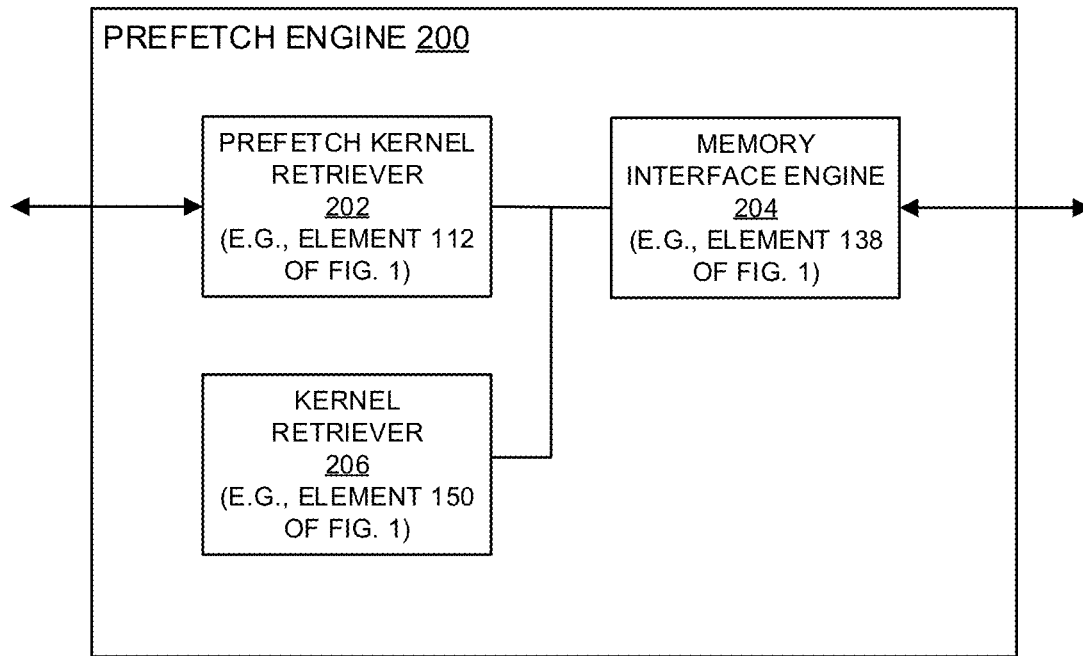 PREFETCH ENGINE 200
PREFETCH KERNEL
RETRIEVER
202
(E.G., ELEMENT 112
OF FIG. 1)
MEMORY
INTERFACE ENGINE
204
(E.G., ELEMENT 138
OF FIG. 1)
KERNEL
RETRIEVER
206
(E.G., ELEMENT 150
OF FIG. 1)